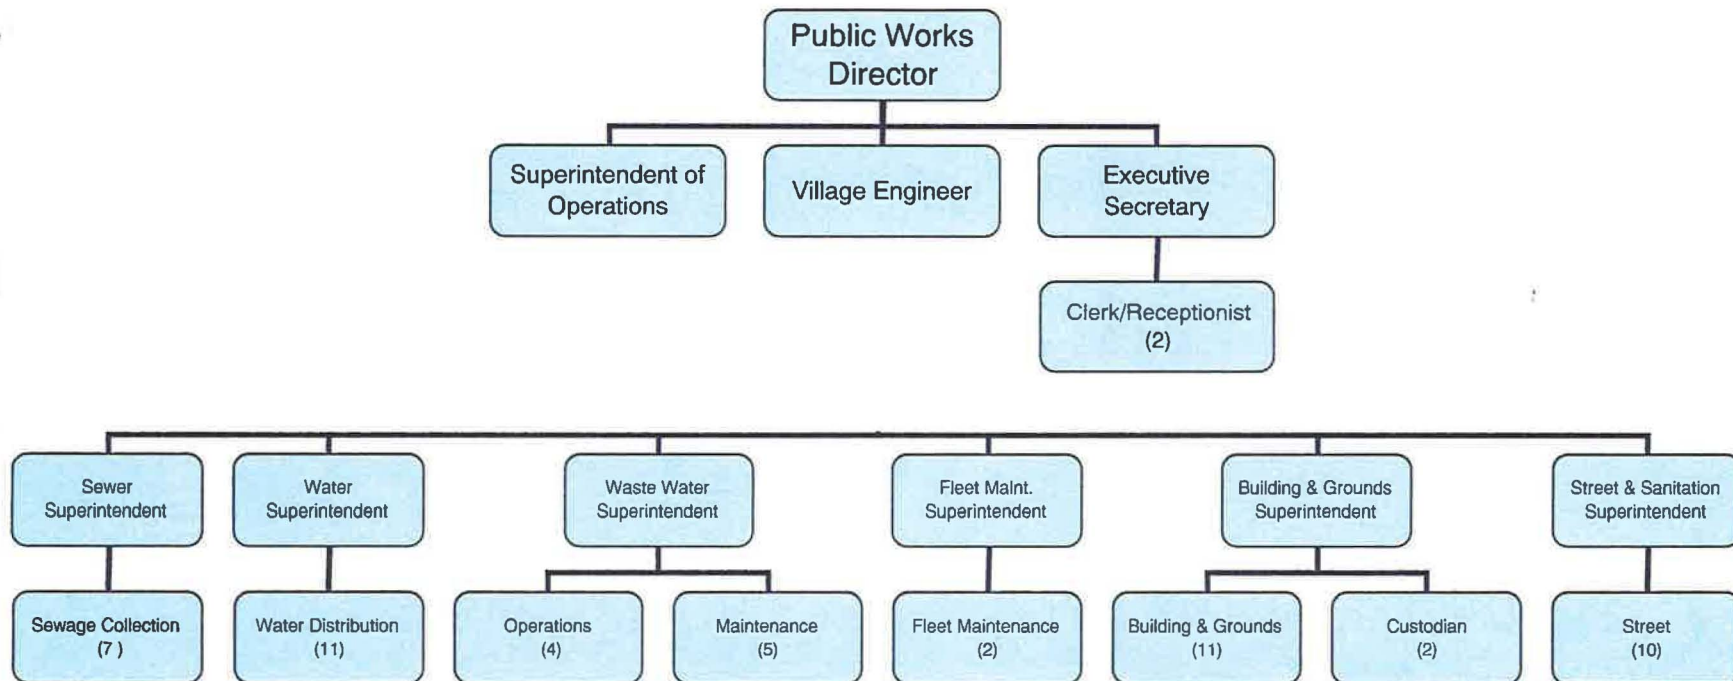 Public Works
Director
Superintendent of
Operations
Village Engineer
Executive
Secretary
Clerk/Receptionist
(2)
Sewer
Superintendent
Water
Superintendent
Waste Water
Superintendent
Fleet Maint.
Superintendent
Building & Grounds
Superintendent
Street & Sanitation
Superintendent
Sewage Collection
(7 )
Water Distribution
(11)
Operations
(4)
Maintenance
(5)
Fleet Maintenance
(2)
Building & Grounds
(11)
Custodian
(2)
Street
(10)